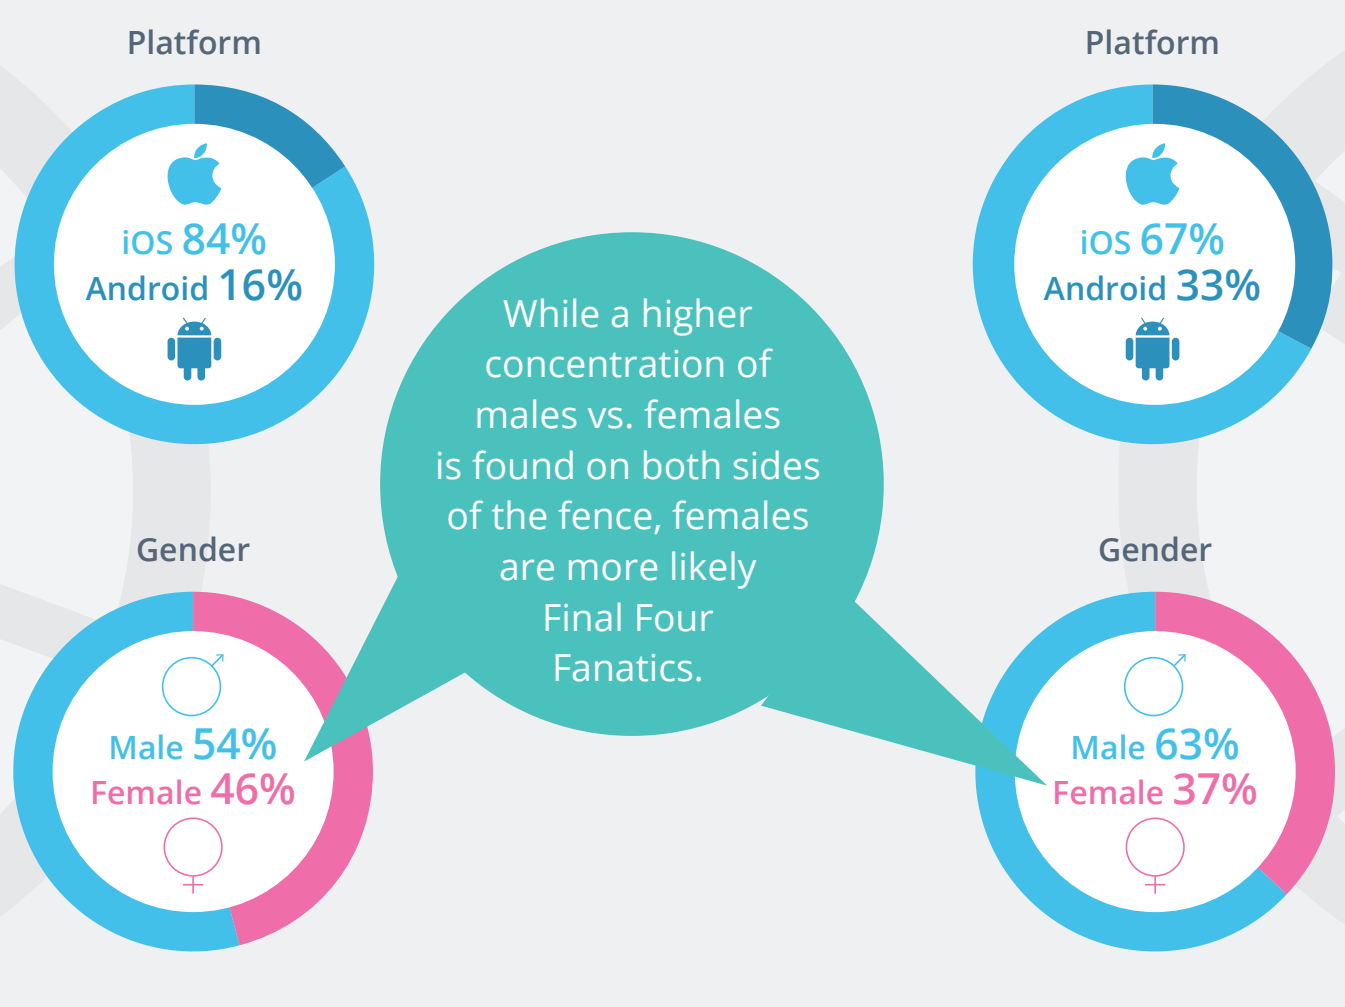 Platform
iOS 84%
Android 16%
Gender
Male 54%
Female 46%
While a higher
concentration of
males vs. females
is found on both sides
of the fence, females
are more likely
Final Four
Fanatics.
Platform
iOS 67%
Android 33%
Gender
Male 63%
Female 37%